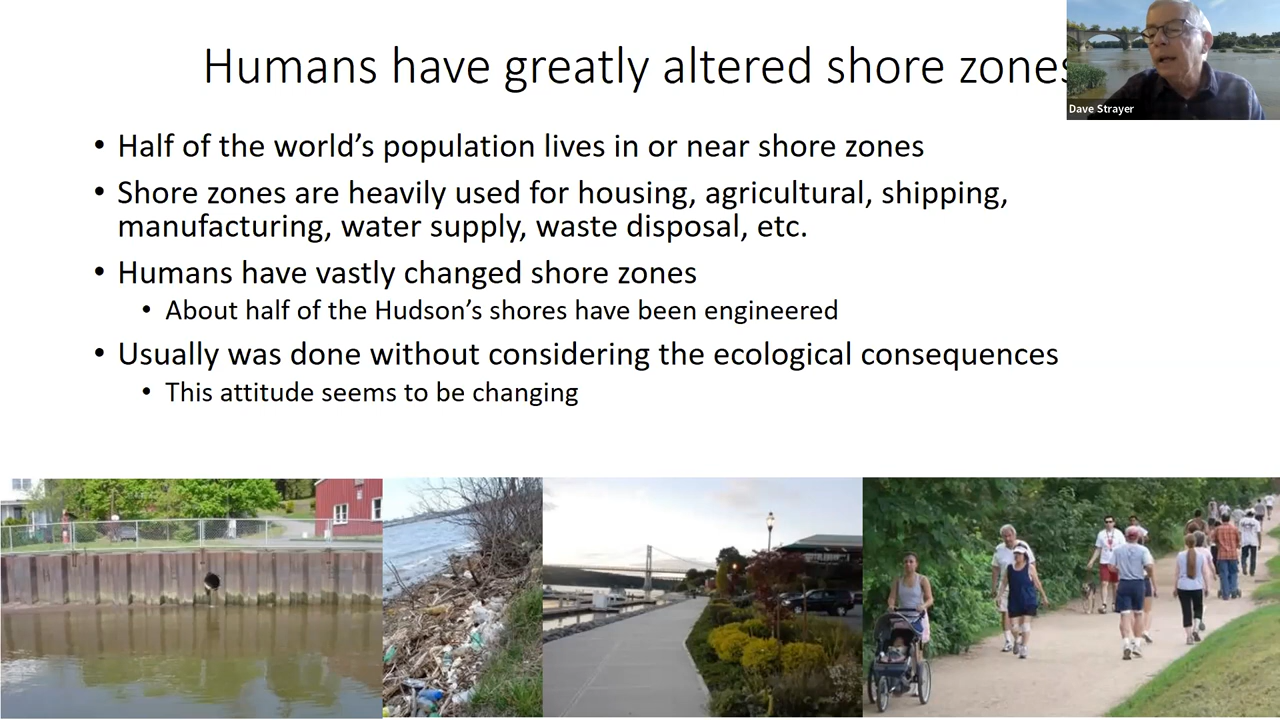 Humans have greatly altered shore zones
Dave Strayer
• Half of the world’s population lives in or near shore zones
• Shore zones are heavily used for housing, agricultural, shipping,
manufacturing, water supply, waste disposal, etc.
• Humans have vastly changed shore zones
• About half of the Hudson’s shores have been engineered
• Usually was done without considering the ecological consequences
• This attitude seems to be changing